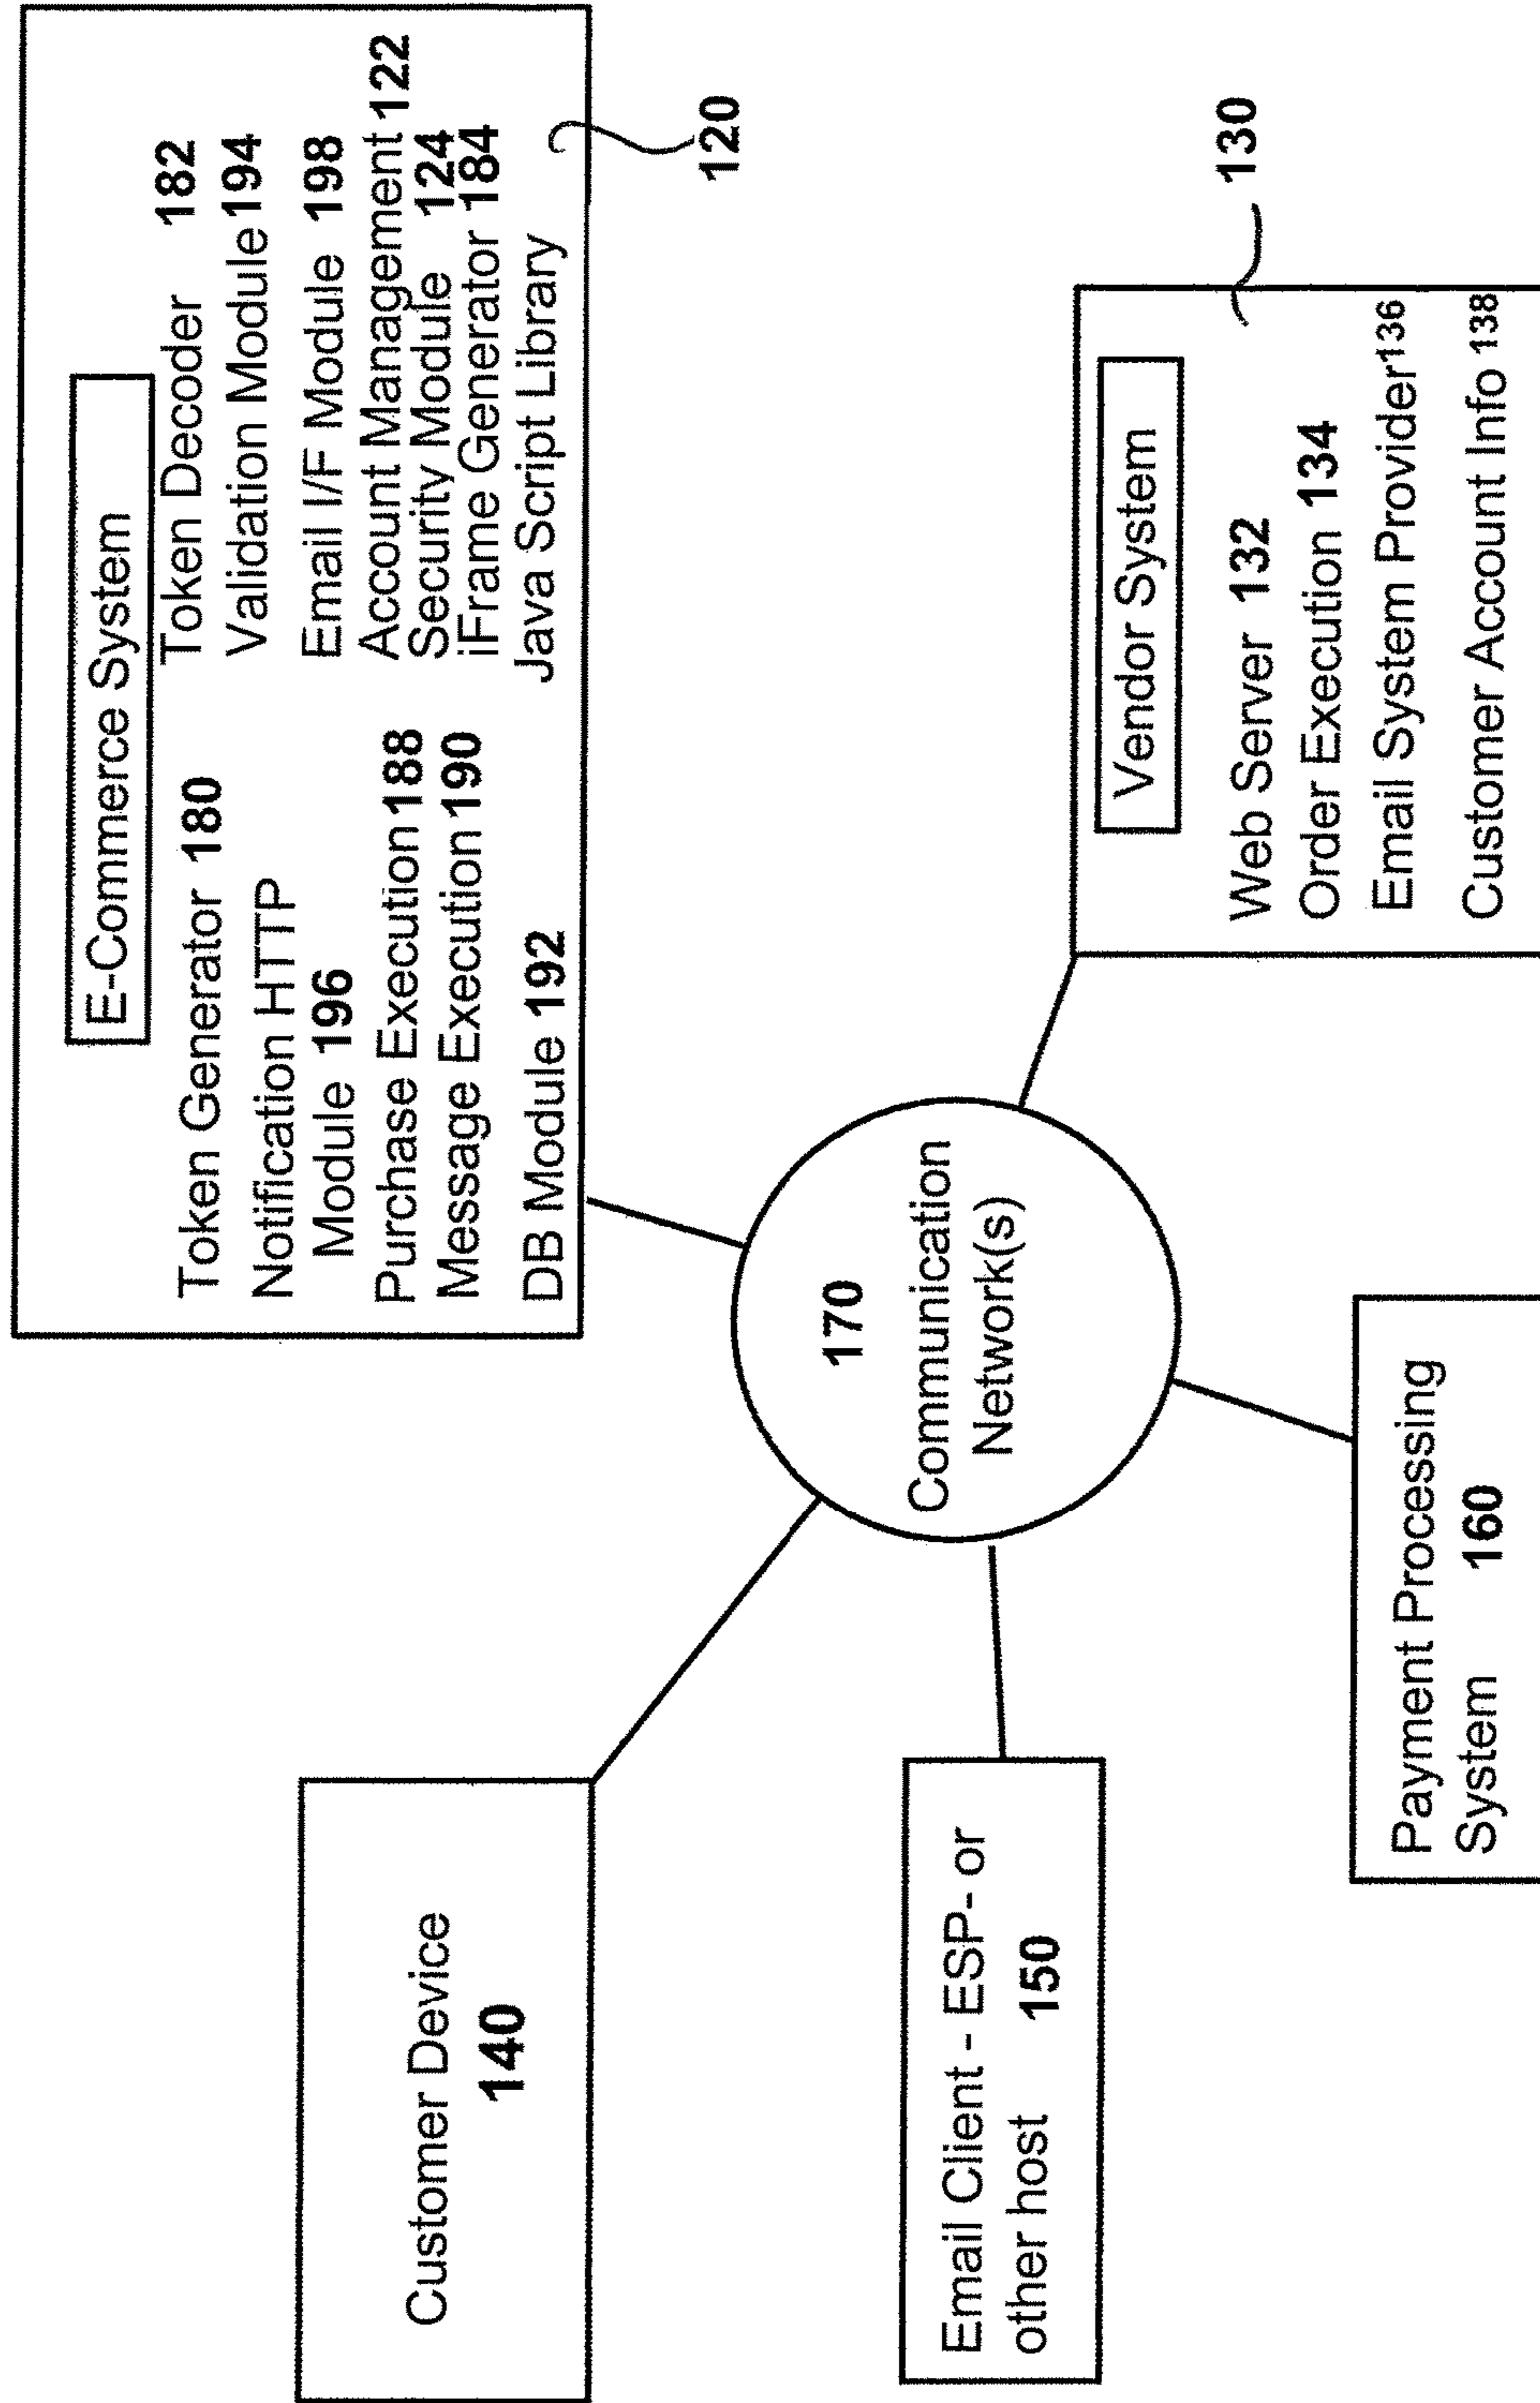 E-Commerce System
Token Generator 180
Notification HTTP
Module 196
Purchase Execution 188
Message Execution 190
DB Module 192
Token Decoder 182
Validation Module 194
Email I/F Module 198
Account Management 122
Security Module 124
iFrame Generator 184
Java Script Library
120
Customer Device
140
170
Communication
Network(s)
Email Client - ESP- or
other host 150
Vendor System
Web Server 132
Order Execution 134
Email System Provider 136
Customer Account Info 138
130
Payment Processing
System 160